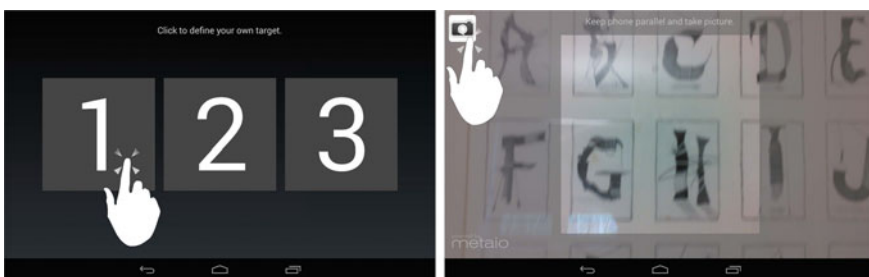 Click to define your own target.
1 2 3
Keep phone parallel and take picture.
A B C D E
F G H I J
metaio